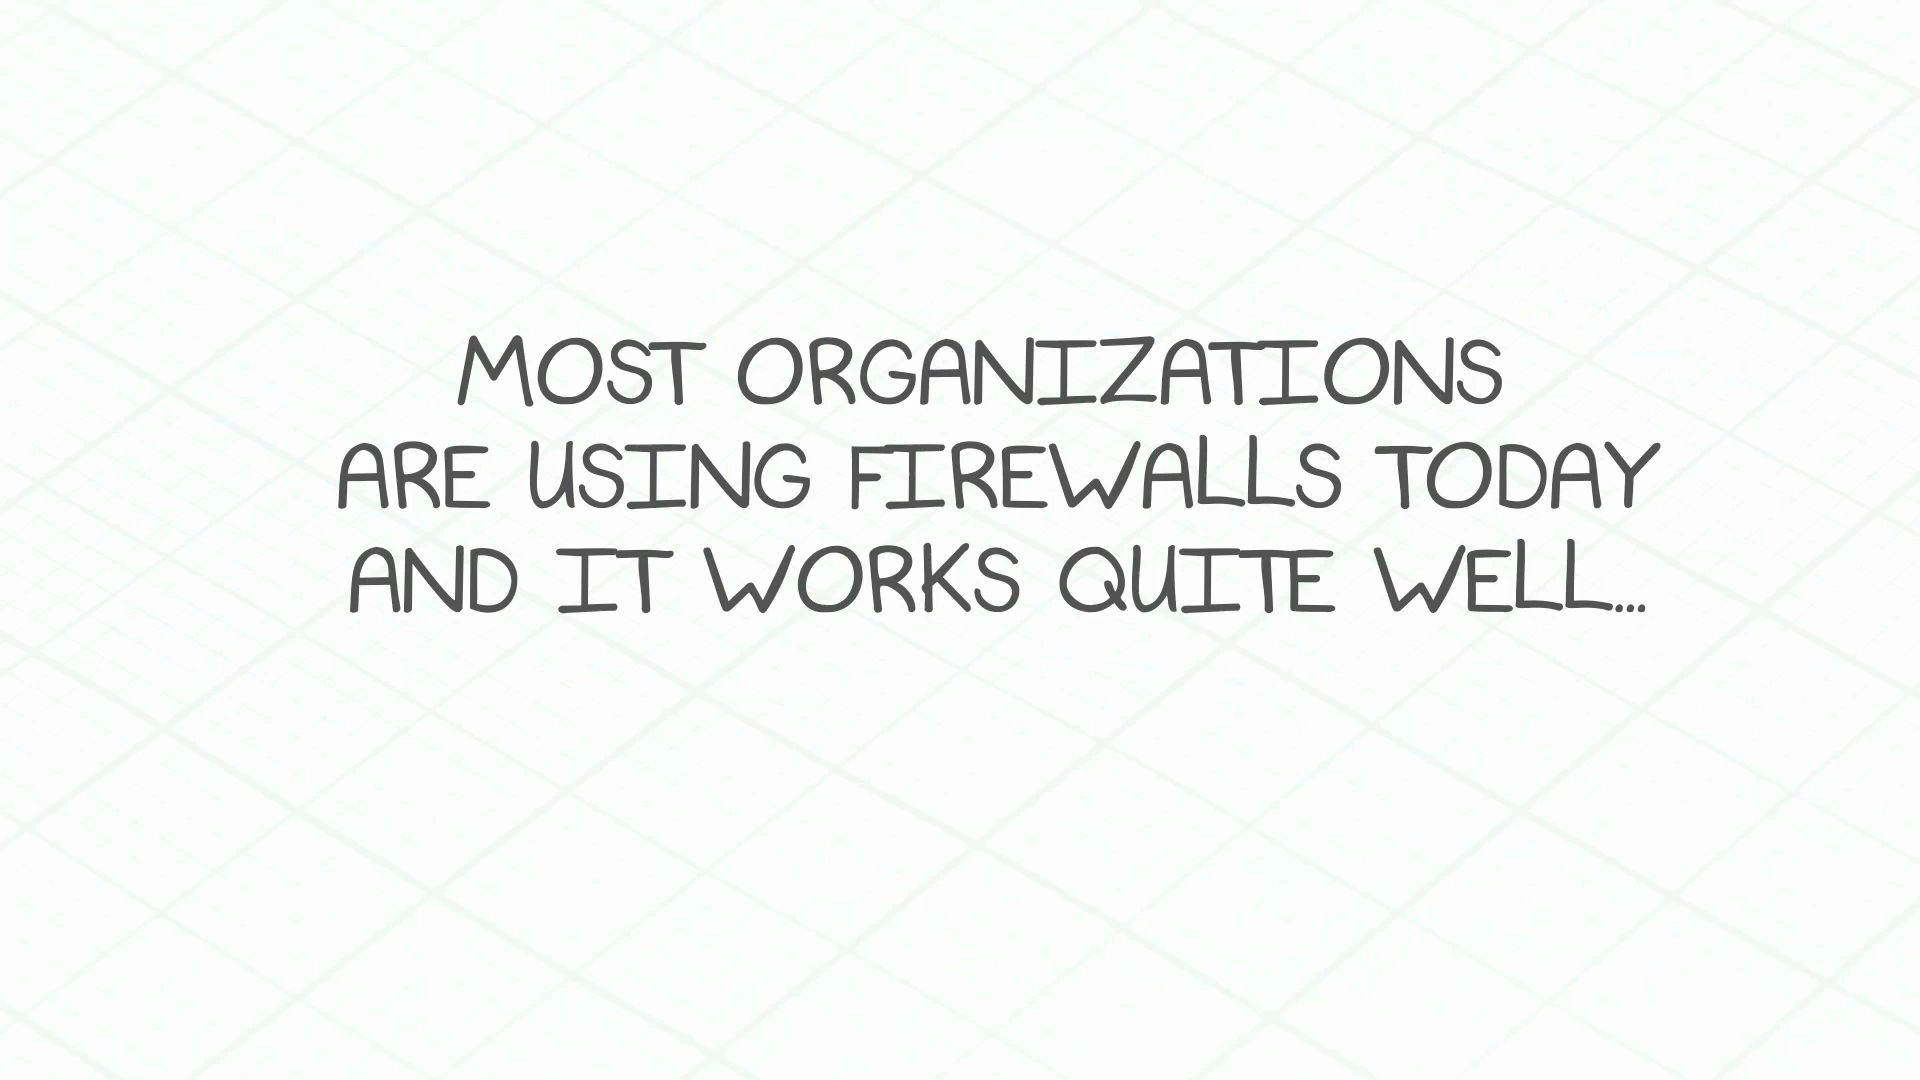 MOST ORGANIZATIONS
ARE USING FIREWALLS TODAY
AND IT WORKS QUITE WELL...